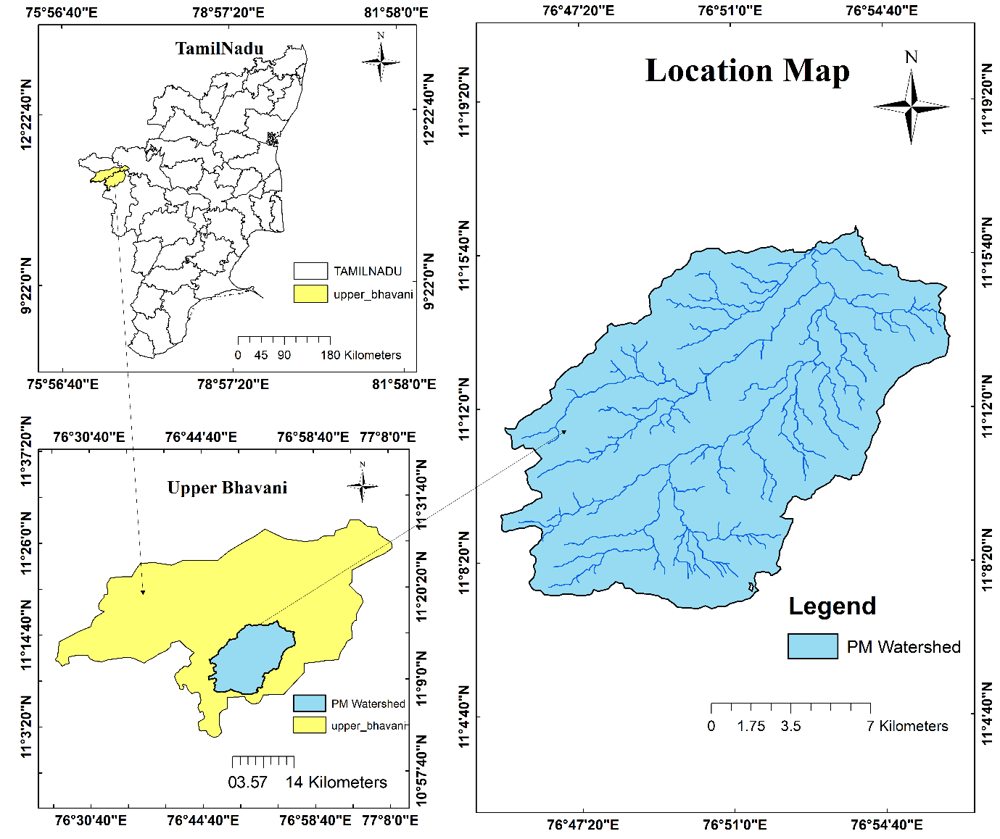 75°56'40"E 78°57'20"E 81°58'0"E
TamilNadu
N
12°22'40"N
12°22'40"N
9°22'0"N
9°22'0"N
TAMILNADU
upper_bhavani
0 45 90 180 Kilometers
75°56'40"E 78°57'20"E 81°58'0"E
76°30'40"E 76°44'40"E 76°58'40"E 77°8'0"E
Upper Bhavani
N
11°37'20"N
11°26'0"N
11°14'40"N
11°3'20"N
11°31'40"N
11°20'20"N
11°9'0"N
10°57'40"N
PM Watershed
upper_bhavani
03.57 14 Kilometers
76°30'40"E 76°44'40"E 76°58'40"E 77°8'0"E
76°47'20"E 76°51'0"E 76°54'40"E
Location Map
N
11°19'20"N
11°15'40"N
11°12'0"N
11°8'20"N
11°4'40"N
11°19'20"N
11°15'40"N
11°12'0"N
11°8'20"N
11°4'40"N
Legend
PM Watershed
0 1.75 3.5 7 Kilometers
76°47'20"E 76°51'0"E 76°54'40"E